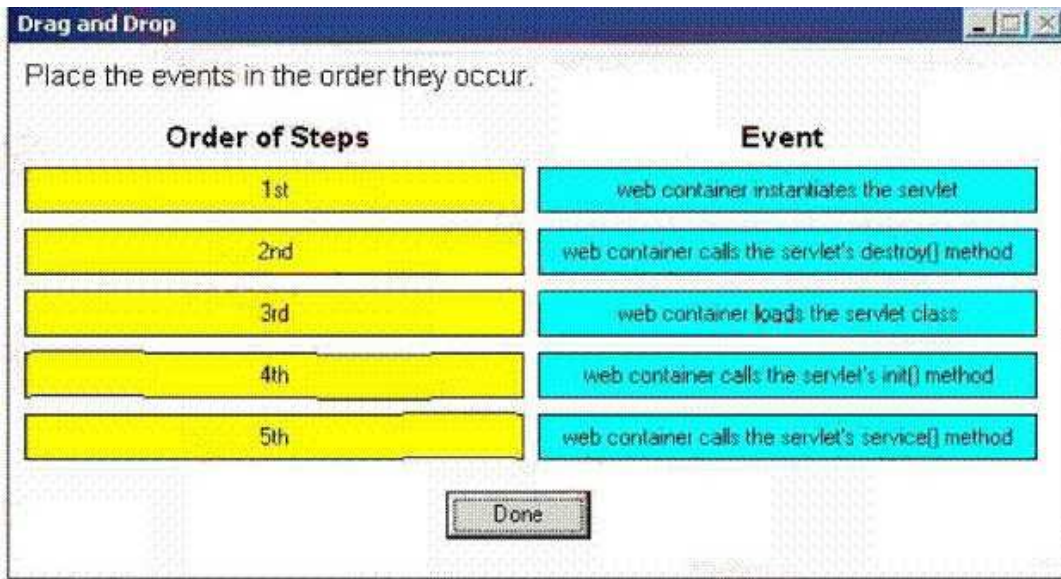 Drag and Drop
Place the events in the order they occur.
Order of Steps
Event
1st
web container instantiates the servlet
2nd
web container calls the servlet's destroy() method
3rd
web container loads the servlet class
4th
web container calls the servlet's init() method
5th
web container calls the servlet's service() method
Done